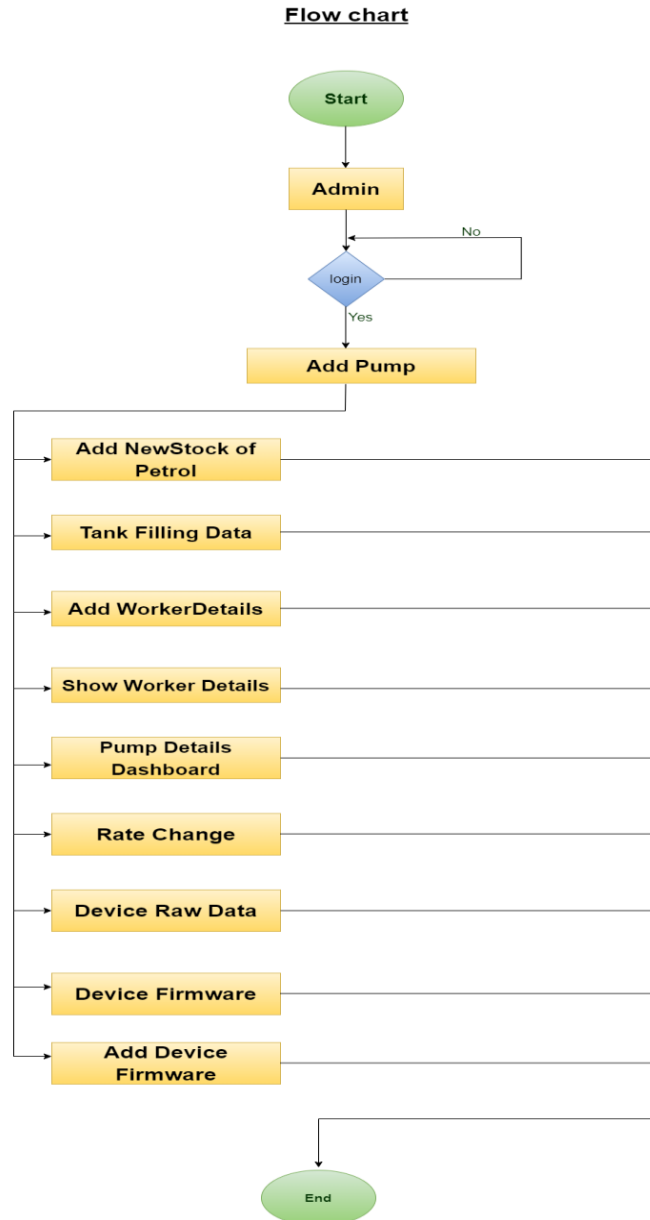 Flow chart
Start
Admin
No
login
Yes
Add Pump
Add NewStock of
Petrol
Tank Filling Data
Add WorkerDetails
Show Worker Details
Pump Details
Dashboard
Rate Change
Device Raw Data
Device Firmware
Add Device
Firmware
End